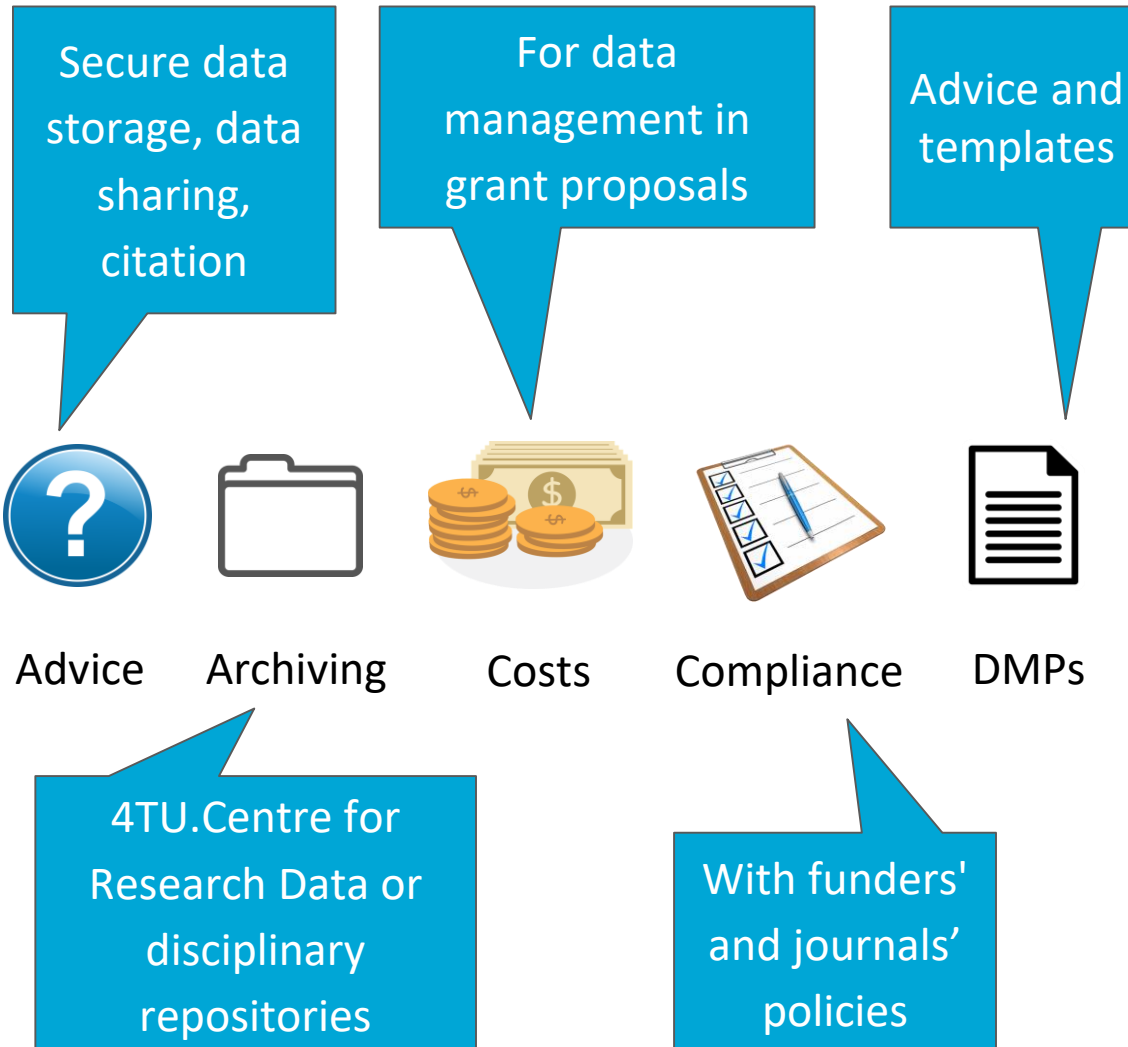 Secure data
storage, data
sharing,
citation
For data
management in
grant proposals
Advice and
templates
?
$
Advice
Archiving
Costs
Compliance
DMPs
4TU.Centre for
Research Data or
disciplinary
repositories
With funders'
and journals’
policies